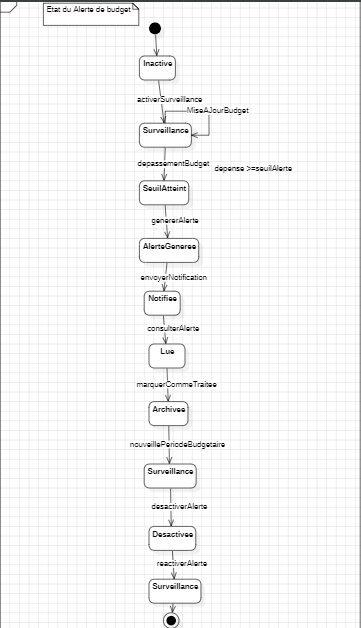 Etat du Alerte de budget
Inactive
activerSurveillance
MiseAJourBudget
Surveillance
depassementBudget
depense >=seuilAlerte
SeuilAtteint
genererAlerte
AlerteGeneree
envoyerNotification
Notifiee
consulterAlerte
Lue
marquerCommeTraitee
Archivee
nouvellePeriodeBudgetaire
Surveillance
desactiverAlerte
Desactivee
reactiverAlerte
Surveillance